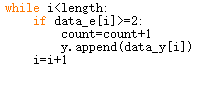 while i<length:
    if data_e[i]>=2:
        count=count+1
        y.append(data_y[i])
    i=i+1